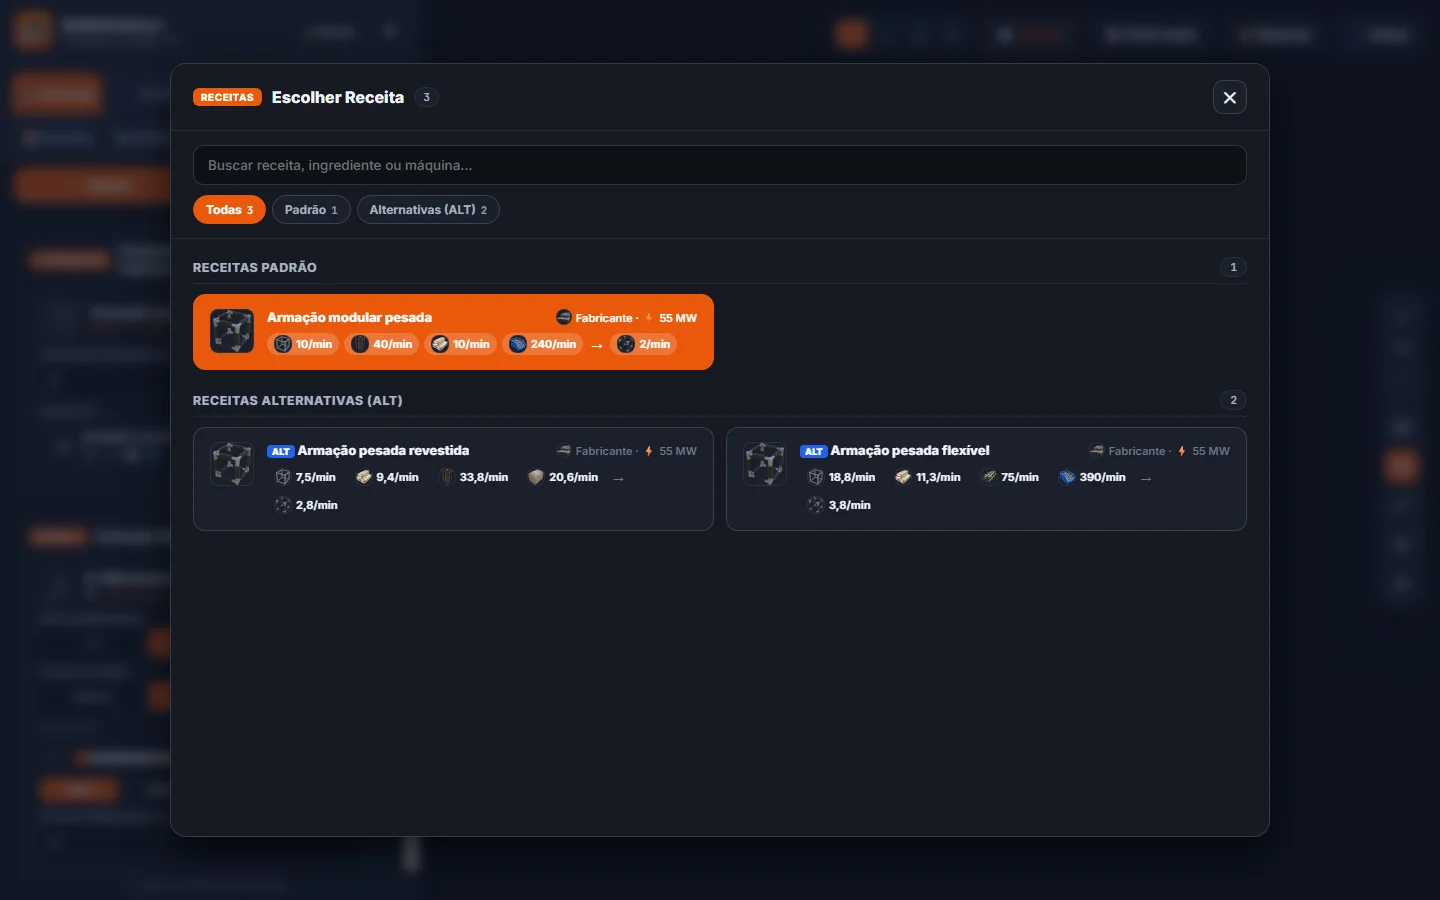 RECEITAS Escolher Receita 3
Buscar receita, ingrediente ou máquina...
Todas 3 Padrão 1 Alternativas (ALT) 2
RECEITAS PADRÃO 1
Armação modular pesada Fabricante · 55 MW
10/min 40/min 10/min 240/min → 2/min
RECEITAS ALTERNATIVAS (ALT) 2
ALT Armação pesada revestida Fabricante · 55 MW
7,5/min 9,4/min 33,8/min 20,6/min →
2,8/min
ALT Armação pesada flexível Fabricante · 55 MW
18,8/min 11,3/min 75/min 390/min →
3,8/min